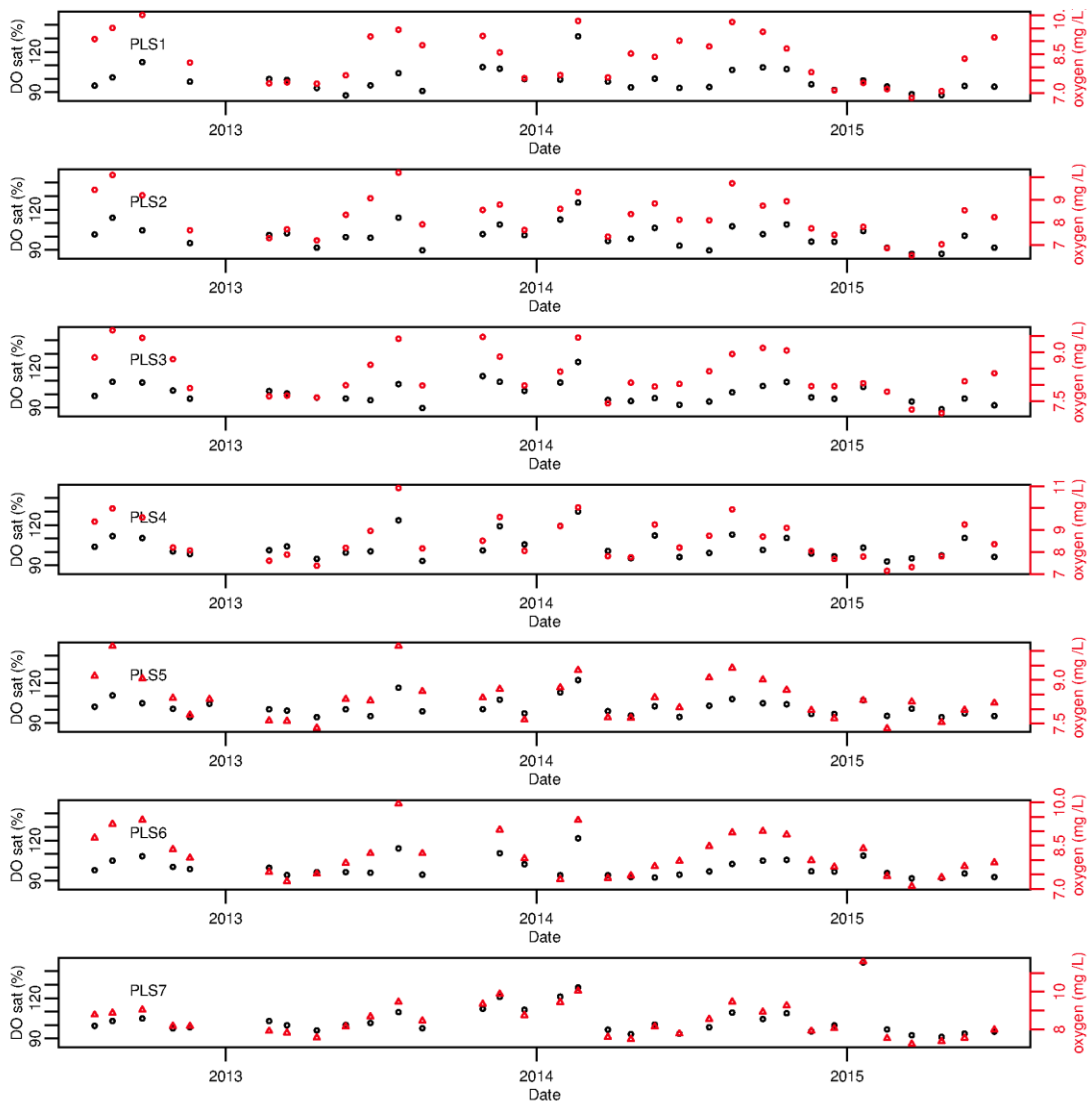 PLS1
DO sat (%)
90 120
7.0 8.5 10.
oxygen (mg /L)
2013 2014 2015
Date
PLS2
DO sat (%)
90 120
7 8 9
oxygen (mg /L)
2013 2014 2015
Date
PLS3
DO sat (%)
90 120
7.5 9.0
oxygen (mg /L)
2013 2014 2015
Date
PLS4
DO sat (%)
90 120
7 8 9 11
oxygen (mg /L)
2013 2014 2015
Date
PLS5
DO sat (%)
90 120
7.5 9.0
oxygen (mg /L)
2013 2014 2015
Date
PLS6
DO sat (%)
90 120
7.0 8.5 10.0
oxygen (mg /L)
2013 2014 2015
Date
PLS7
DO sat (%)
90 120
8 10
oxygen (mg /L)
2013 2014 2015
Date